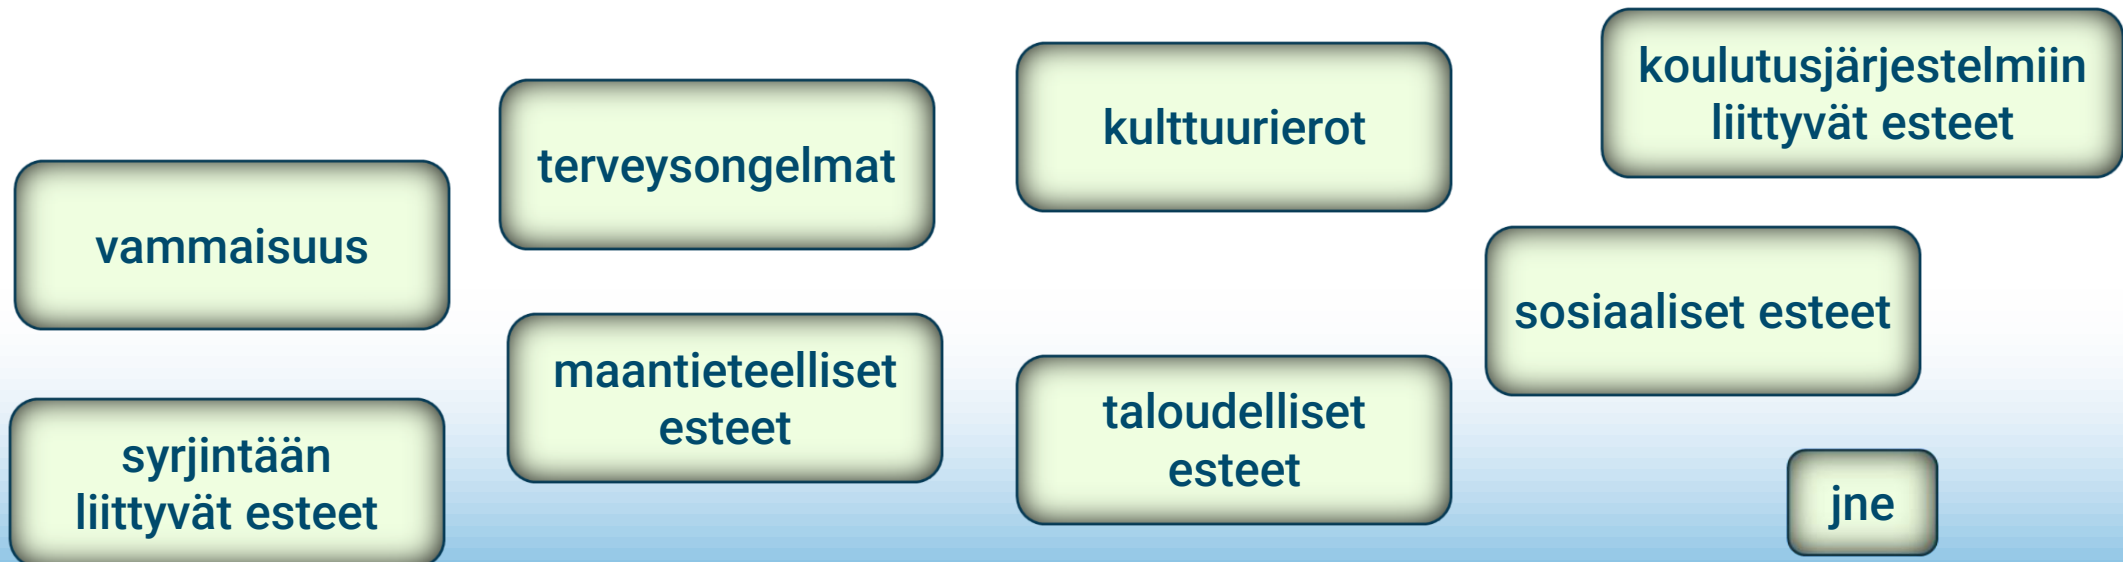 koulutusjärjestelmiin
liittyvät esteet
kulttuurierot
terveysongelmat
vammaisuus
sosiaaliset esteet
maantieteelliset
esteet
taloudelliset
esteet
syrjintään
liittyvät esteet
jne